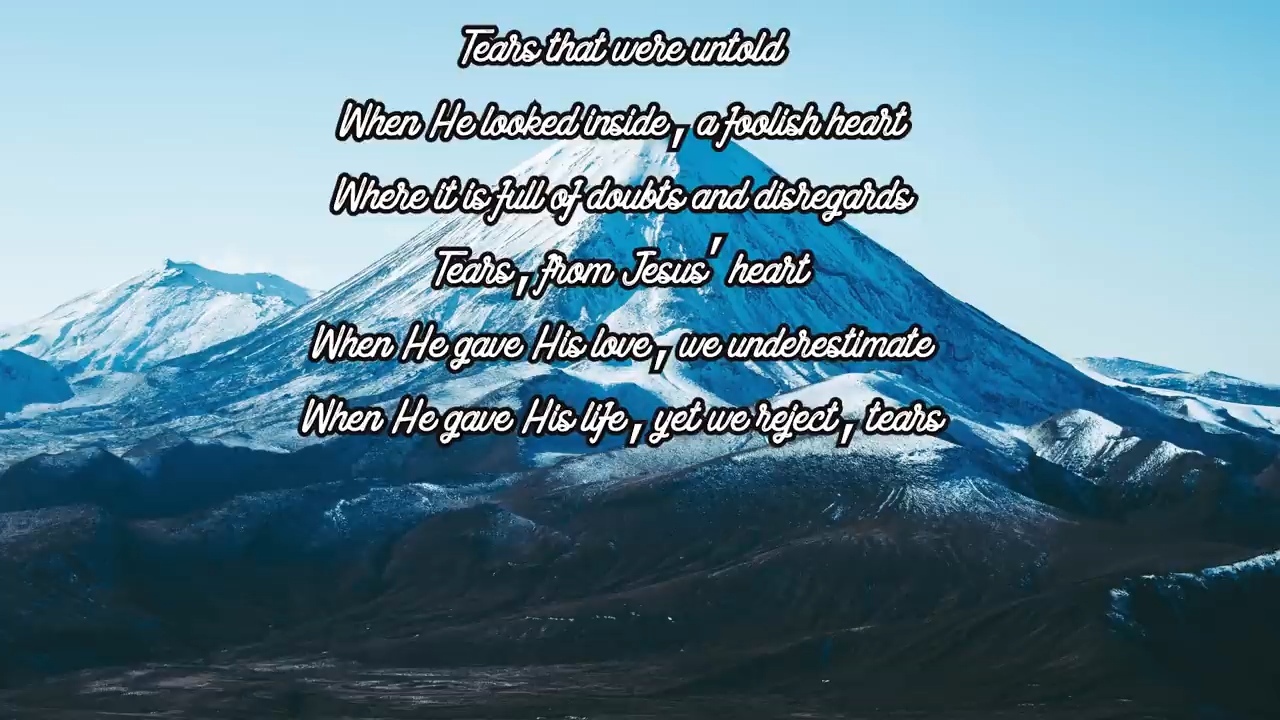 Tears that were untold
When He looked inside, a foolish heart
Where it is full of doubts and disregards
Tears, from Jesus' heart
When He gave His love, we underestimate
When He gave His life, yet we reject, tears